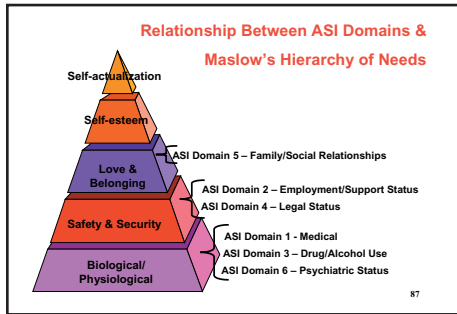 Relationship Between ASI Domains &
Maslow's Hierarchy of Needs
Self-actualization
Self-esteem
ASI Domain 5 – Family/Social Relationships
Love &
Belonging
ASI Domain 2 – Employment/Support Status
ASI Domain 4 – Legal Status
Safety & Security
ASI Domain 1 - Medical
ASI Domain 3 – Drug/Alcohol Use
ASI Domain 6 – Psychiatric Status
Biological/
Physiological
87